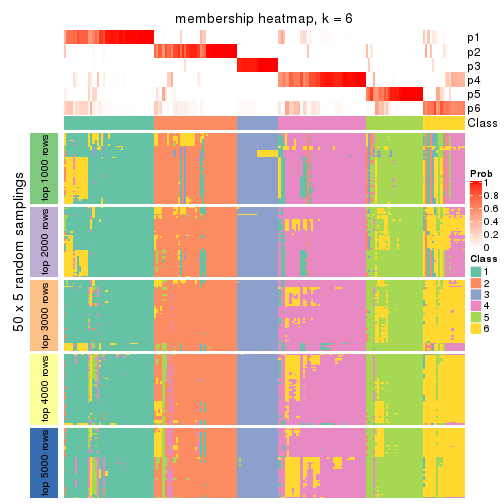 membership heatmap, k = 6
p1
p2
p3
p4
p5
p6
Class
50 x 5 random samplings
top 1000 rows
top 2000 rows
top 3000 rows
top 4000 rows
top 5000 rows
Prob
1
0.8
0.6
0.4
0.2
0
Class
1
2
3
4
5
6